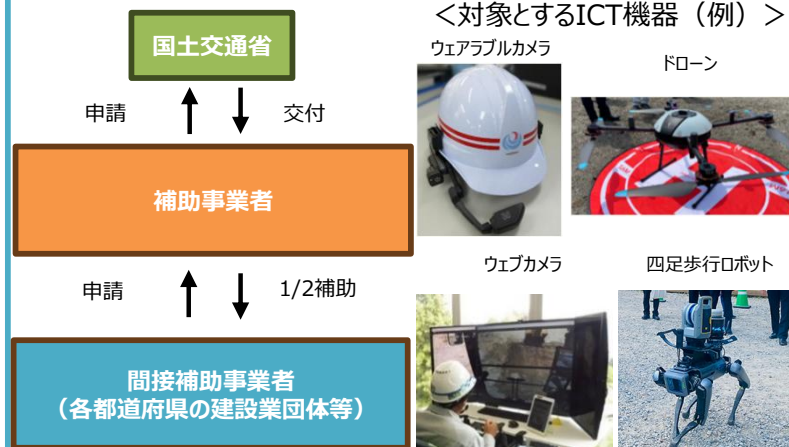 国土交通省
申請
交付
補助事業者
申請
1/2補助
間接補助事業者
（各都道府県の建設業団体等）
＜対象とするICT機器（例）＞
ウェアラブルカメラ
ドローン
ウェブカメラ
四足歩行ロボット